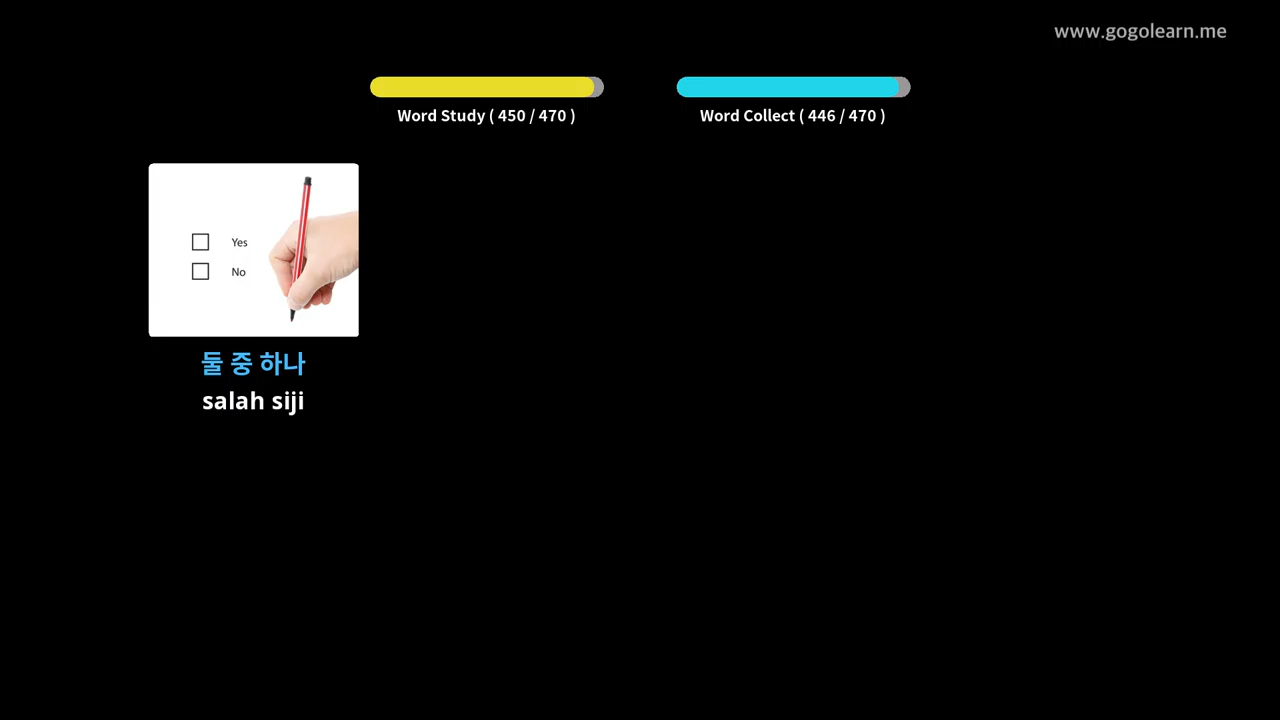 www.gogolearn.me
Word Study ( 450 / 470 )
Word Collect ( 446 / 470 )
Yes
No
둘 중 하나
salah siji